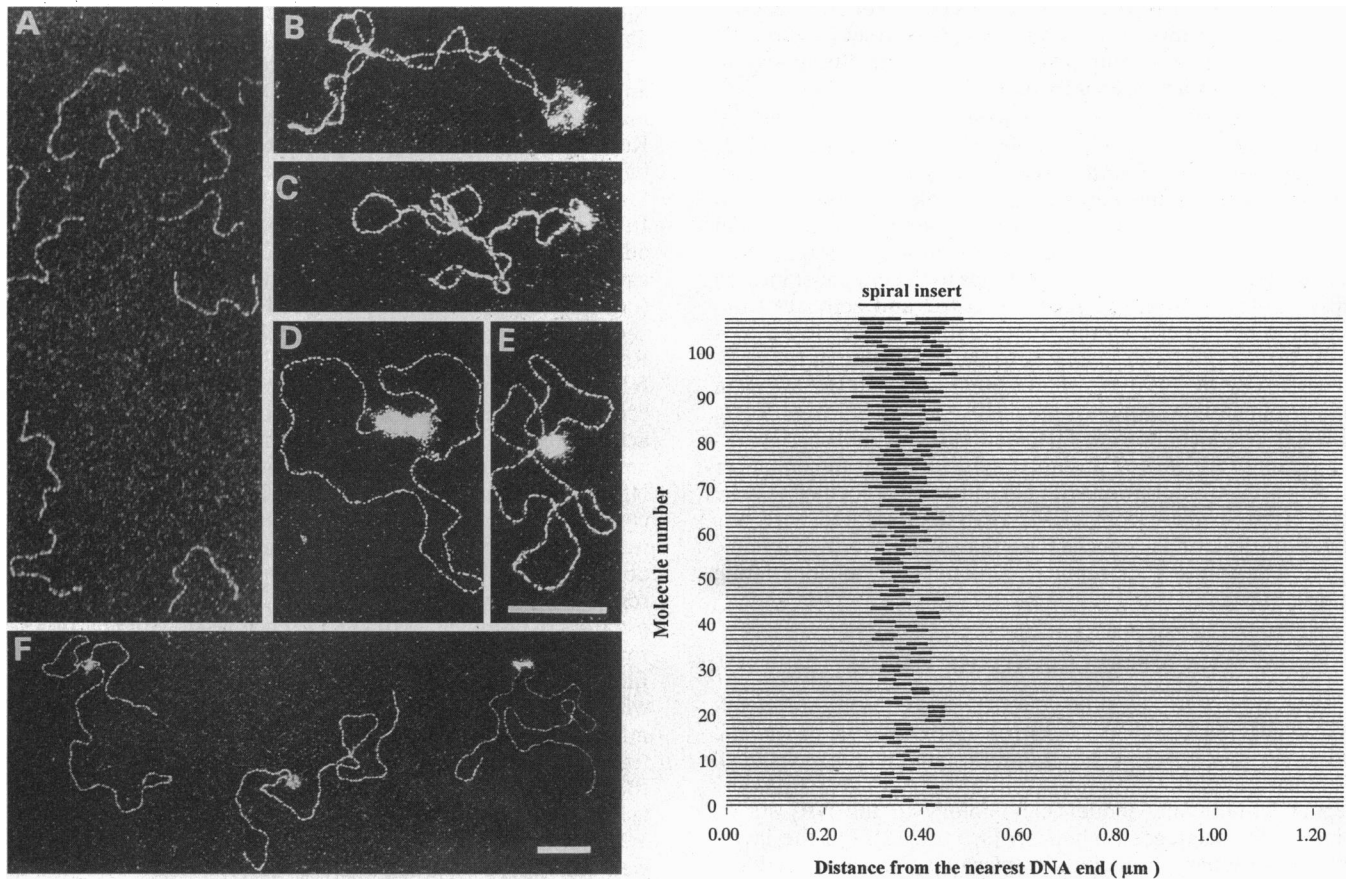 A
B
C
D
E
F
spiral insert
Molecule number
100
90
80
70
60
50
40
30
20
10
0
0.00 0.20 0.40 0.60 0.80 1.00 1.20
Distance from the nearest DNA end ( µm )